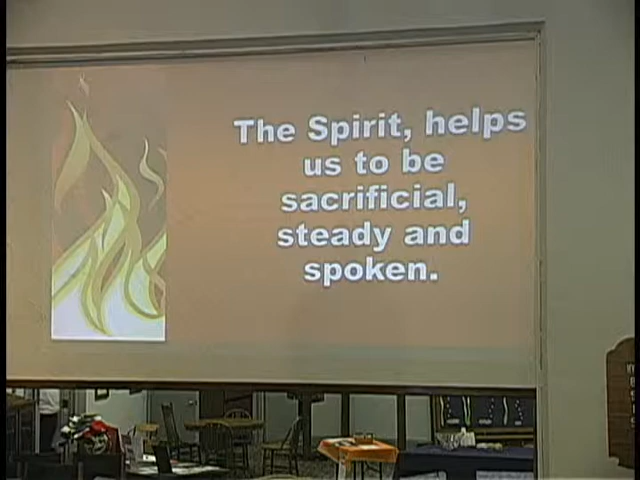 The Spirit, helps
us to be
sacrificial,
steady and
spoken.